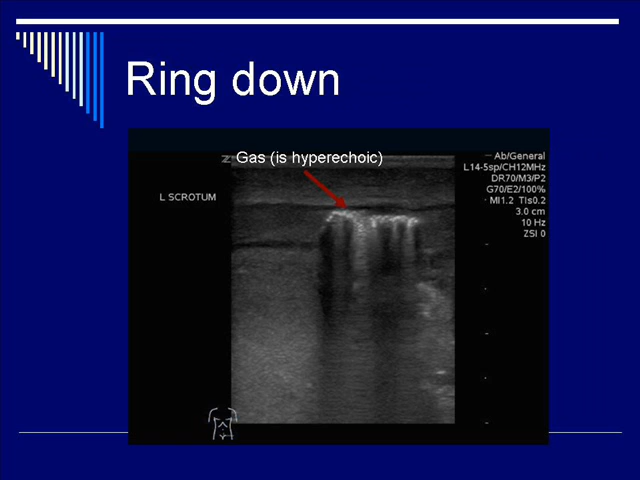 Ring down
Gas (is hyperechoic)
L SCROTUM
Ab/General
L14-5sp/CH12MHz
DR70/M3/P2
G70/E2/100%
MI1.2 TIs0.2
3.0 cm
10 Hz
ZSI 0